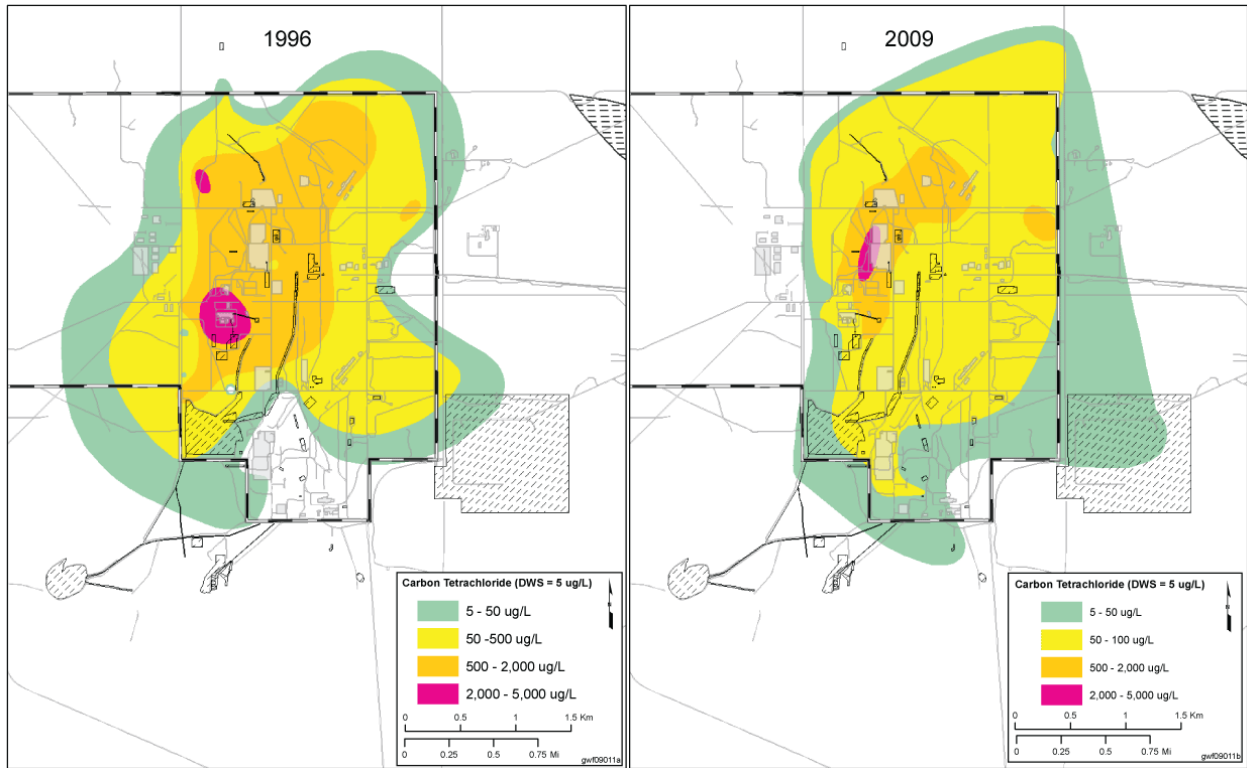 1996
Carbon Tetrachloride (DWS = 5 ug/L)
5 - 50 ug/L
50 -500 ug/L
500 - 2,000 ug/L
2,000 - 5,000 ug/L
0 0.5 1 1.5 Km
0 0.25 0.5 0.75 Mi
gwf09011a
2009
Carbon Tetrachloride (DWS = 5 ug/L)
5 - 50 ug/L
50 - 100 ug/L
500 - 2,000 ug/L
2,000 - 5,000 ug/L
0 0.5 1 1.5 Km
0 0.25 0.5 0.75 Mi
gwf09011b